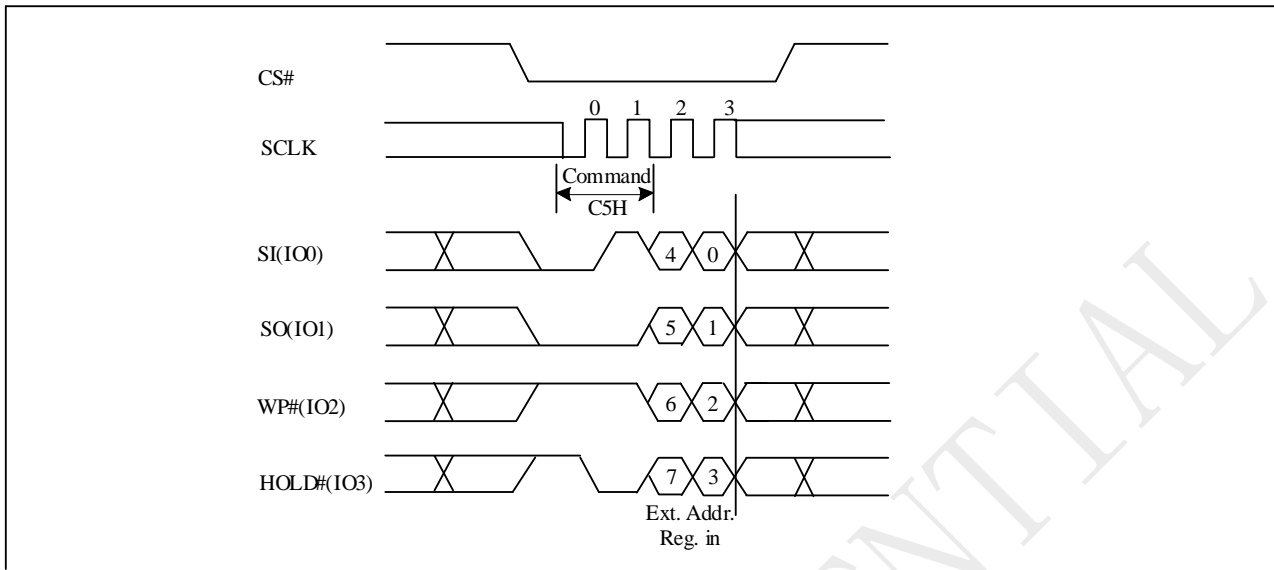 CS#
0 1 2 3
SCLK
Command
C5H
SI(IO0) 4 0
SO(IO1) 5 1
WP#(IO2) 6 2
HOLD#(IO3) 7 3
Ext. Addr.
Reg. in
ENTIAL